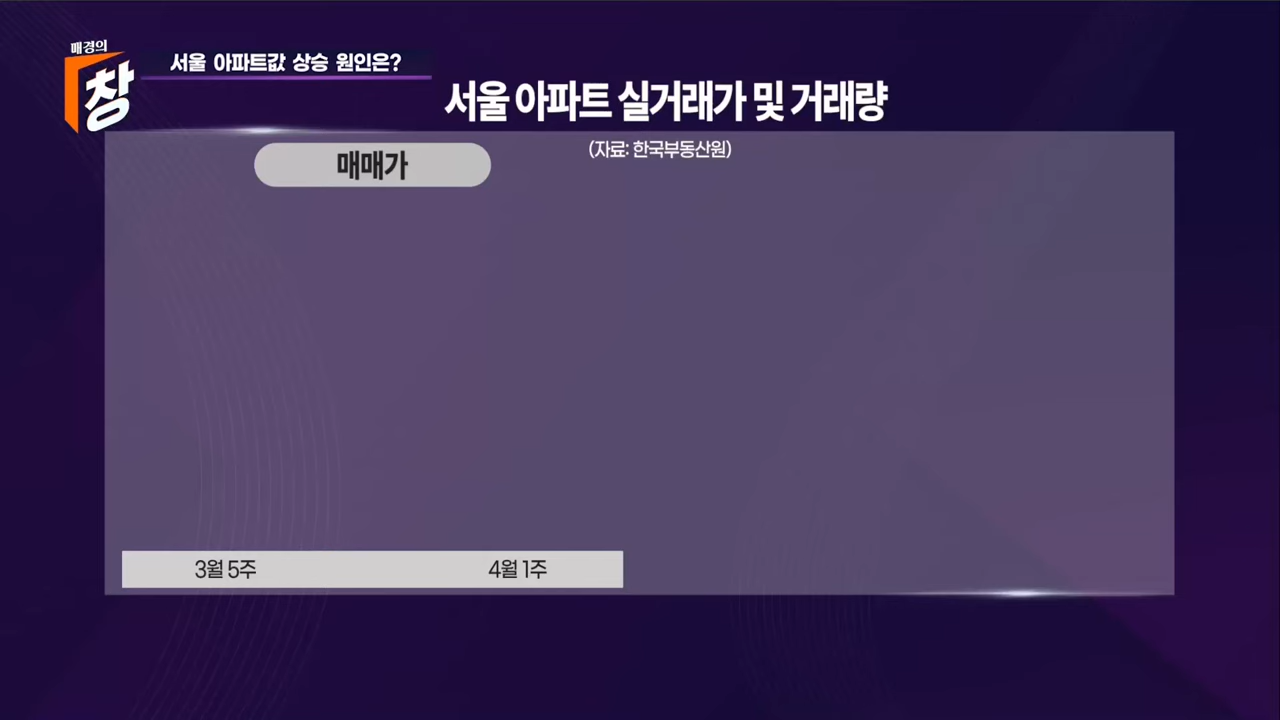 매경의
창
서울 아파트값 상승 원인은?
서울 아파트 실거래가 및 거래량
(자료: 한국부동산원)
매매가
3월 5주
4월 1주